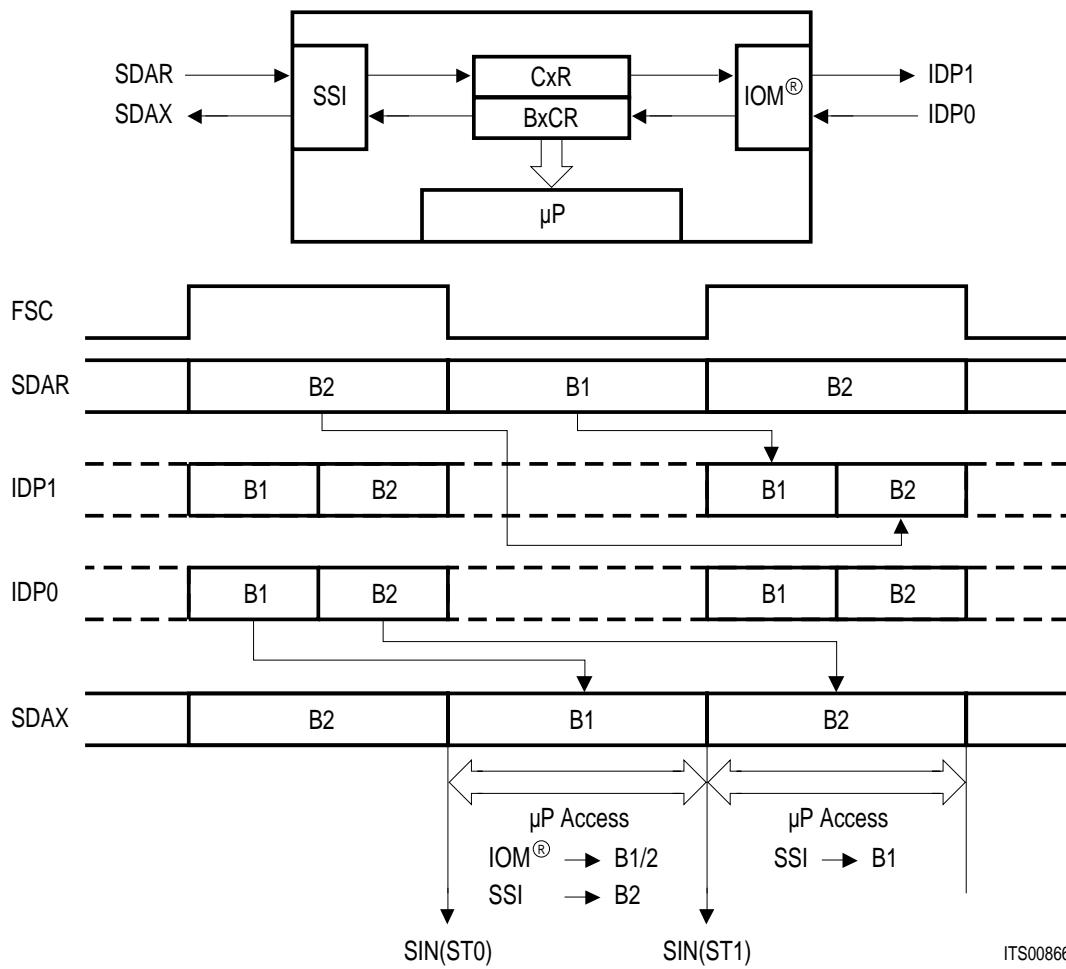 SDAR
SDAX
SSI
CxR
BxCR
IOM®
IDP1
IDP0
µP
FSC
SDAR
B2
B1
B2
IDP1
B1
B2
B1
B2
IDP0
B1
B2
B1
B2
SDAX
B2
B1
B2
µP Access
IOM® B1/2
SSI B2
µP Access
SSI B1
SIN(ST0)
SIN(ST1)
ITS00866